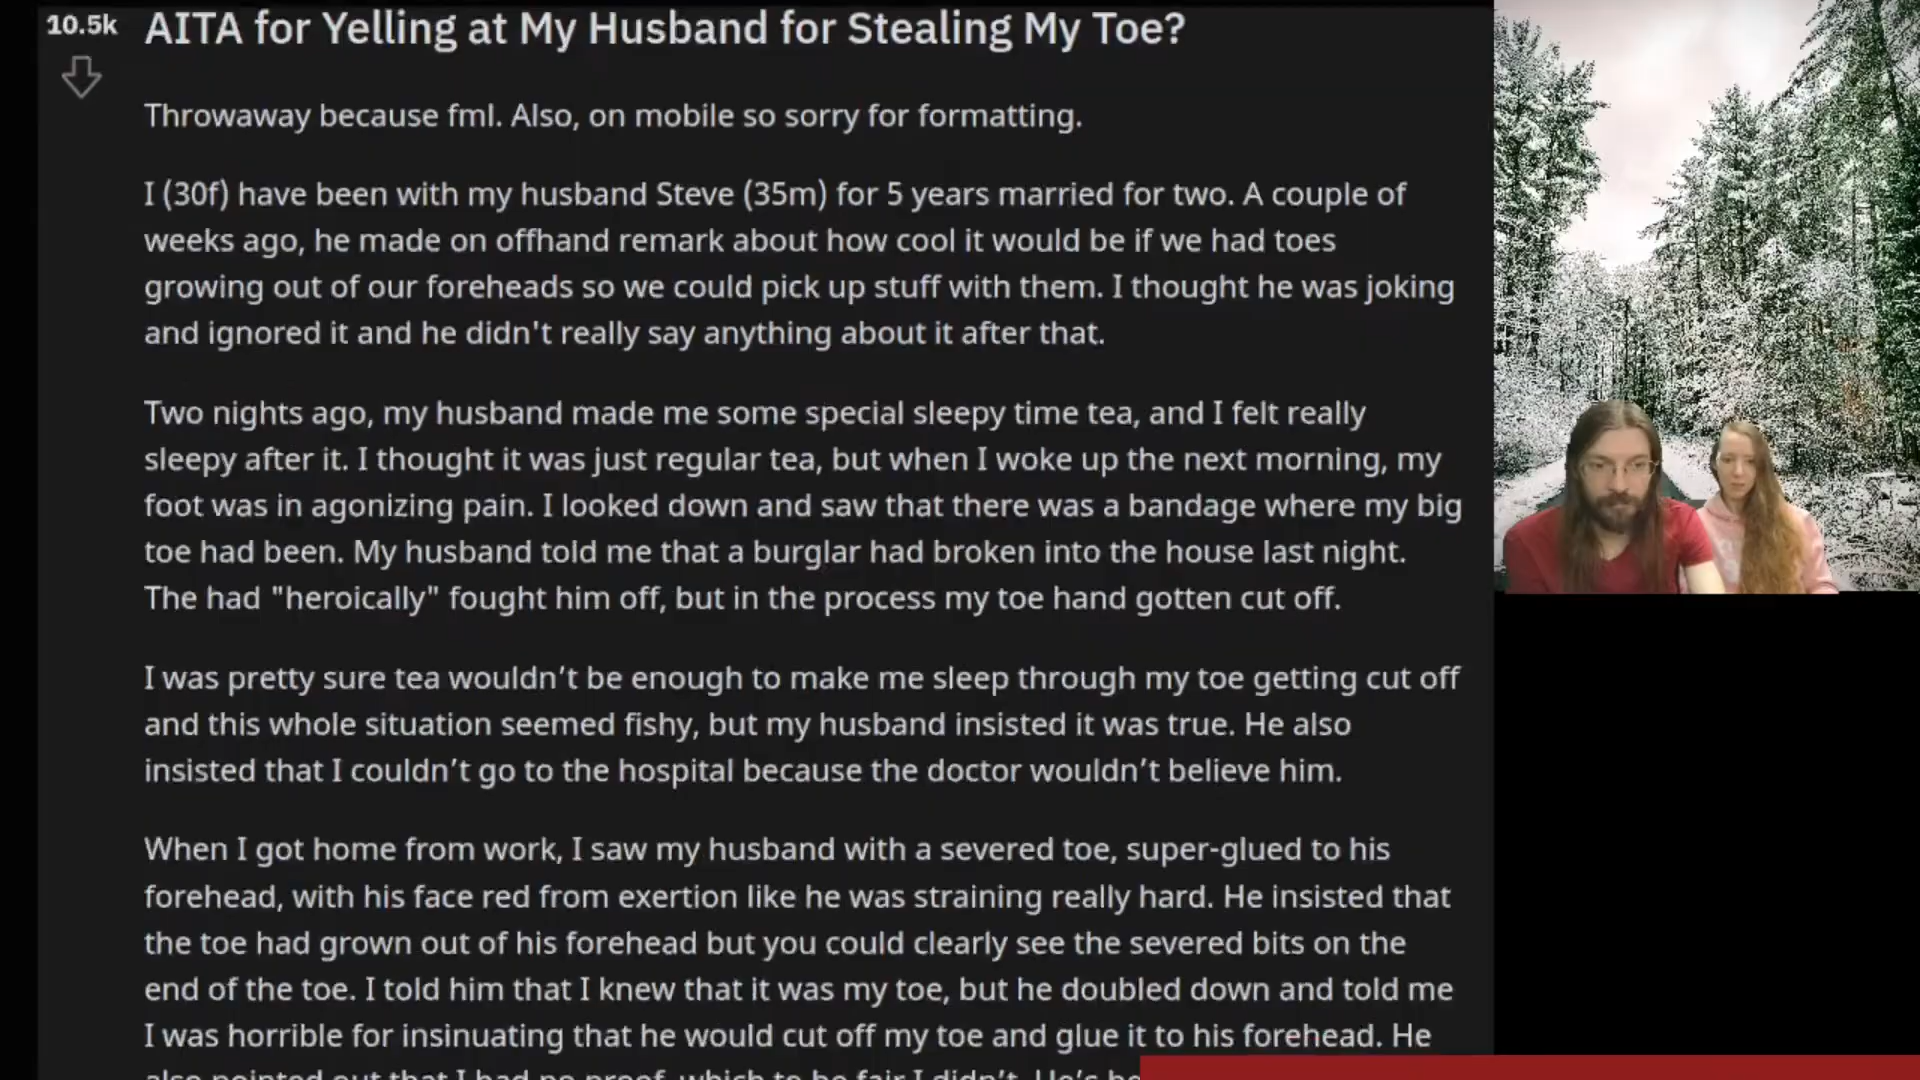 10.5k
AITA for Yelling at My Husband for Stealing My Toe?
Throwaway because fml. Also, on mobile so sorry for formatting.
I (30f) have been with my husband Steve (35m) for 5 years married for two. A couple of
weeks ago, he made on offhand remark about how cool it would be if we had toes
growing out of our foreheads so we could pick up stuff with them. I thought he was joking
and ignored it and he didn't really say anything about it after that.
Two nights ago, my husband made me some special sleepy time tea, and I felt really
sleepy after it. I thought it was just regular tea, but when I woke up the next morning, my
foot was in agonizing pain. I looked down and saw that there was a bandage where my big
toe had been. My husband told me that a burglar had broken into the house last night.
The had "heroically" fought him off, but in the process my toe hand gotten cut off.
I was pretty sure tea wouldn’t be enough to make me sleep through my toe getting cut off
and this whole situation seemed fishy, but my husband insisted it was true. He also
insisted that I couldn’t go to the hospital because the doctor wouldn’t believe him.
When I got home from work, I saw my husband with a severed toe, super-glued to his
forehead, with his face red from exertion like he was straining really hard. He insisted that
the toe had grown out of his forehead but you could clearly see the severed bits on the
end of the toe. I told him that I knew that it was my toe, but he doubled down and told me
I was horrible for insinuating that he would cut off my toe and glue it to his forehead. He
also pointed out that I had no proof, which to be fair I didn't. He's